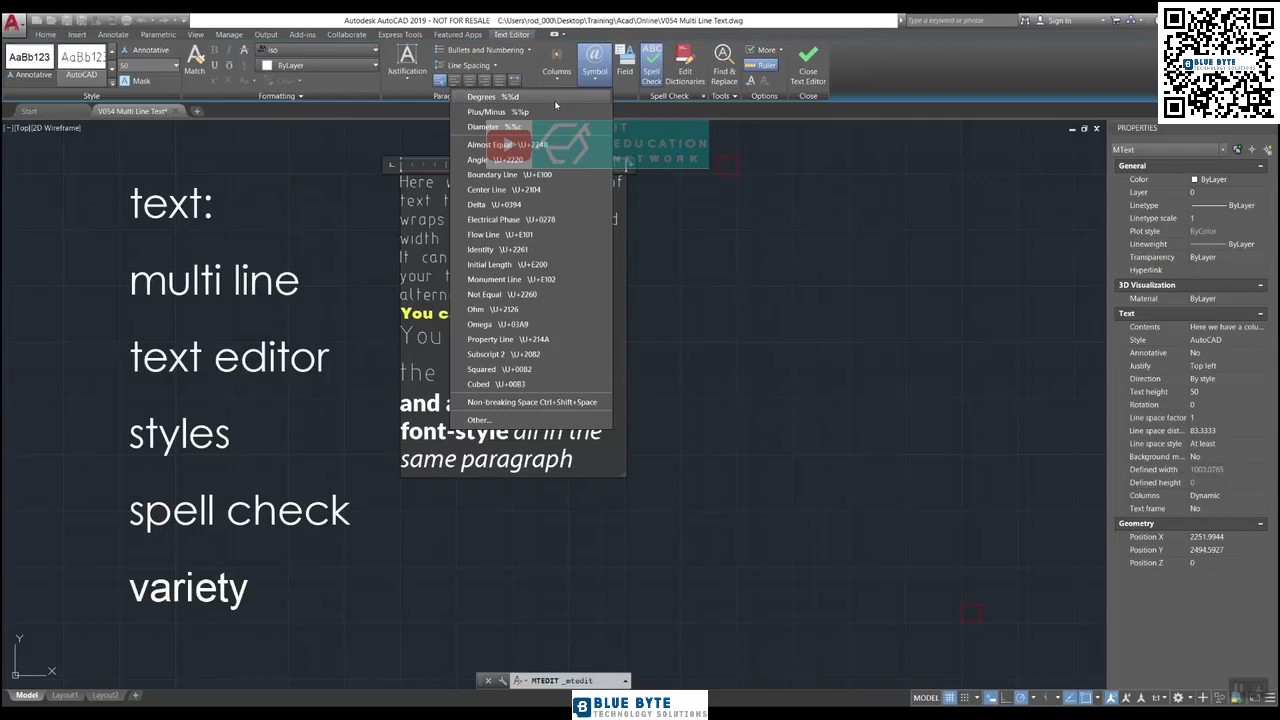 Autodesk AutoCAD 2019 - NOT FOR RESALE C:\Users\rod_000\Desktop\Training\Acad\Online\V054 Multi Line Text.dwg
Type a keyword or phrase
Sign In
Home Insert Annotate Parametric View Manage Output Add-ins Collaborate Express Tools Featured Apps Text Editor
AaBb123 AaBb123
Annotative AutoCAD
Annotative
50
Mask
Match
iso
ByLayer
Justification
Bullets and Numbering
Line Spacing
Columns
Symbol
Field
Spell Check
Edit Dictionaries
Find & Replace
More
Ruler
Close Text Editor
Style Formatting Spell Check Tools Options Close
Start V054 Multi Line Text*
[−][Top][2D Wireframe]
text:
multi line
text editor
styles
spell check
variety
Degrees %%d
Plus/Minus %%p
Diameter %%c
Almost Equal \U+2248
Angle \U+2220
Boundary Line \U+E100
Center Line \U+2104
Delta \U+0394
Electrical Phase \U+0278
Flow Line \U+E101
Identity \U+2261
Initial Length \U+E200
Monument Line \U+E102
Not Equal \U+2260
Ohm \U+2126
Omega \U+03A9
Property Line \U+214A
Subscript 2 \U+2082
Squared \U+00B2
Cubed \U+00B3
Non-breaking Space Ctrl+Shift+Space
Other...
EDUCATION
NETWORK
Here
of
text
wraps
width
It can
your
You
the
and
font-style all in the
same paragraph
PROPERTIES
MText
General
Color ByLayer
Layer 0
Linetype ByLayer
Linetype scale 1
Plot style ByColor
Lineweight ByLayer
Transparency ByLayer
Hyperlink
3D Visualization
Material ByLayer
Text
Contents Here we have a colu...
Style AutoCAD
Annotative No
Justify Top left
Direction By style
Text height 50
Rotation 0
Line space factor 1
Line space dist... 83.3333
Line space style At least
Background m... No
Defined width 1003.0765
Defined height 0
Columns Dynamic
Text frame No
Geometry
Position X 2251.9944
Position Y 2494.5927
Position Z 0
Y
X
MTEDIT _mtedit
Model Layout1 Layout2 +
MODEL
1:1
BLUE BYTE
TECHNOLOGY SOLUTIONS
BLUE BYTE